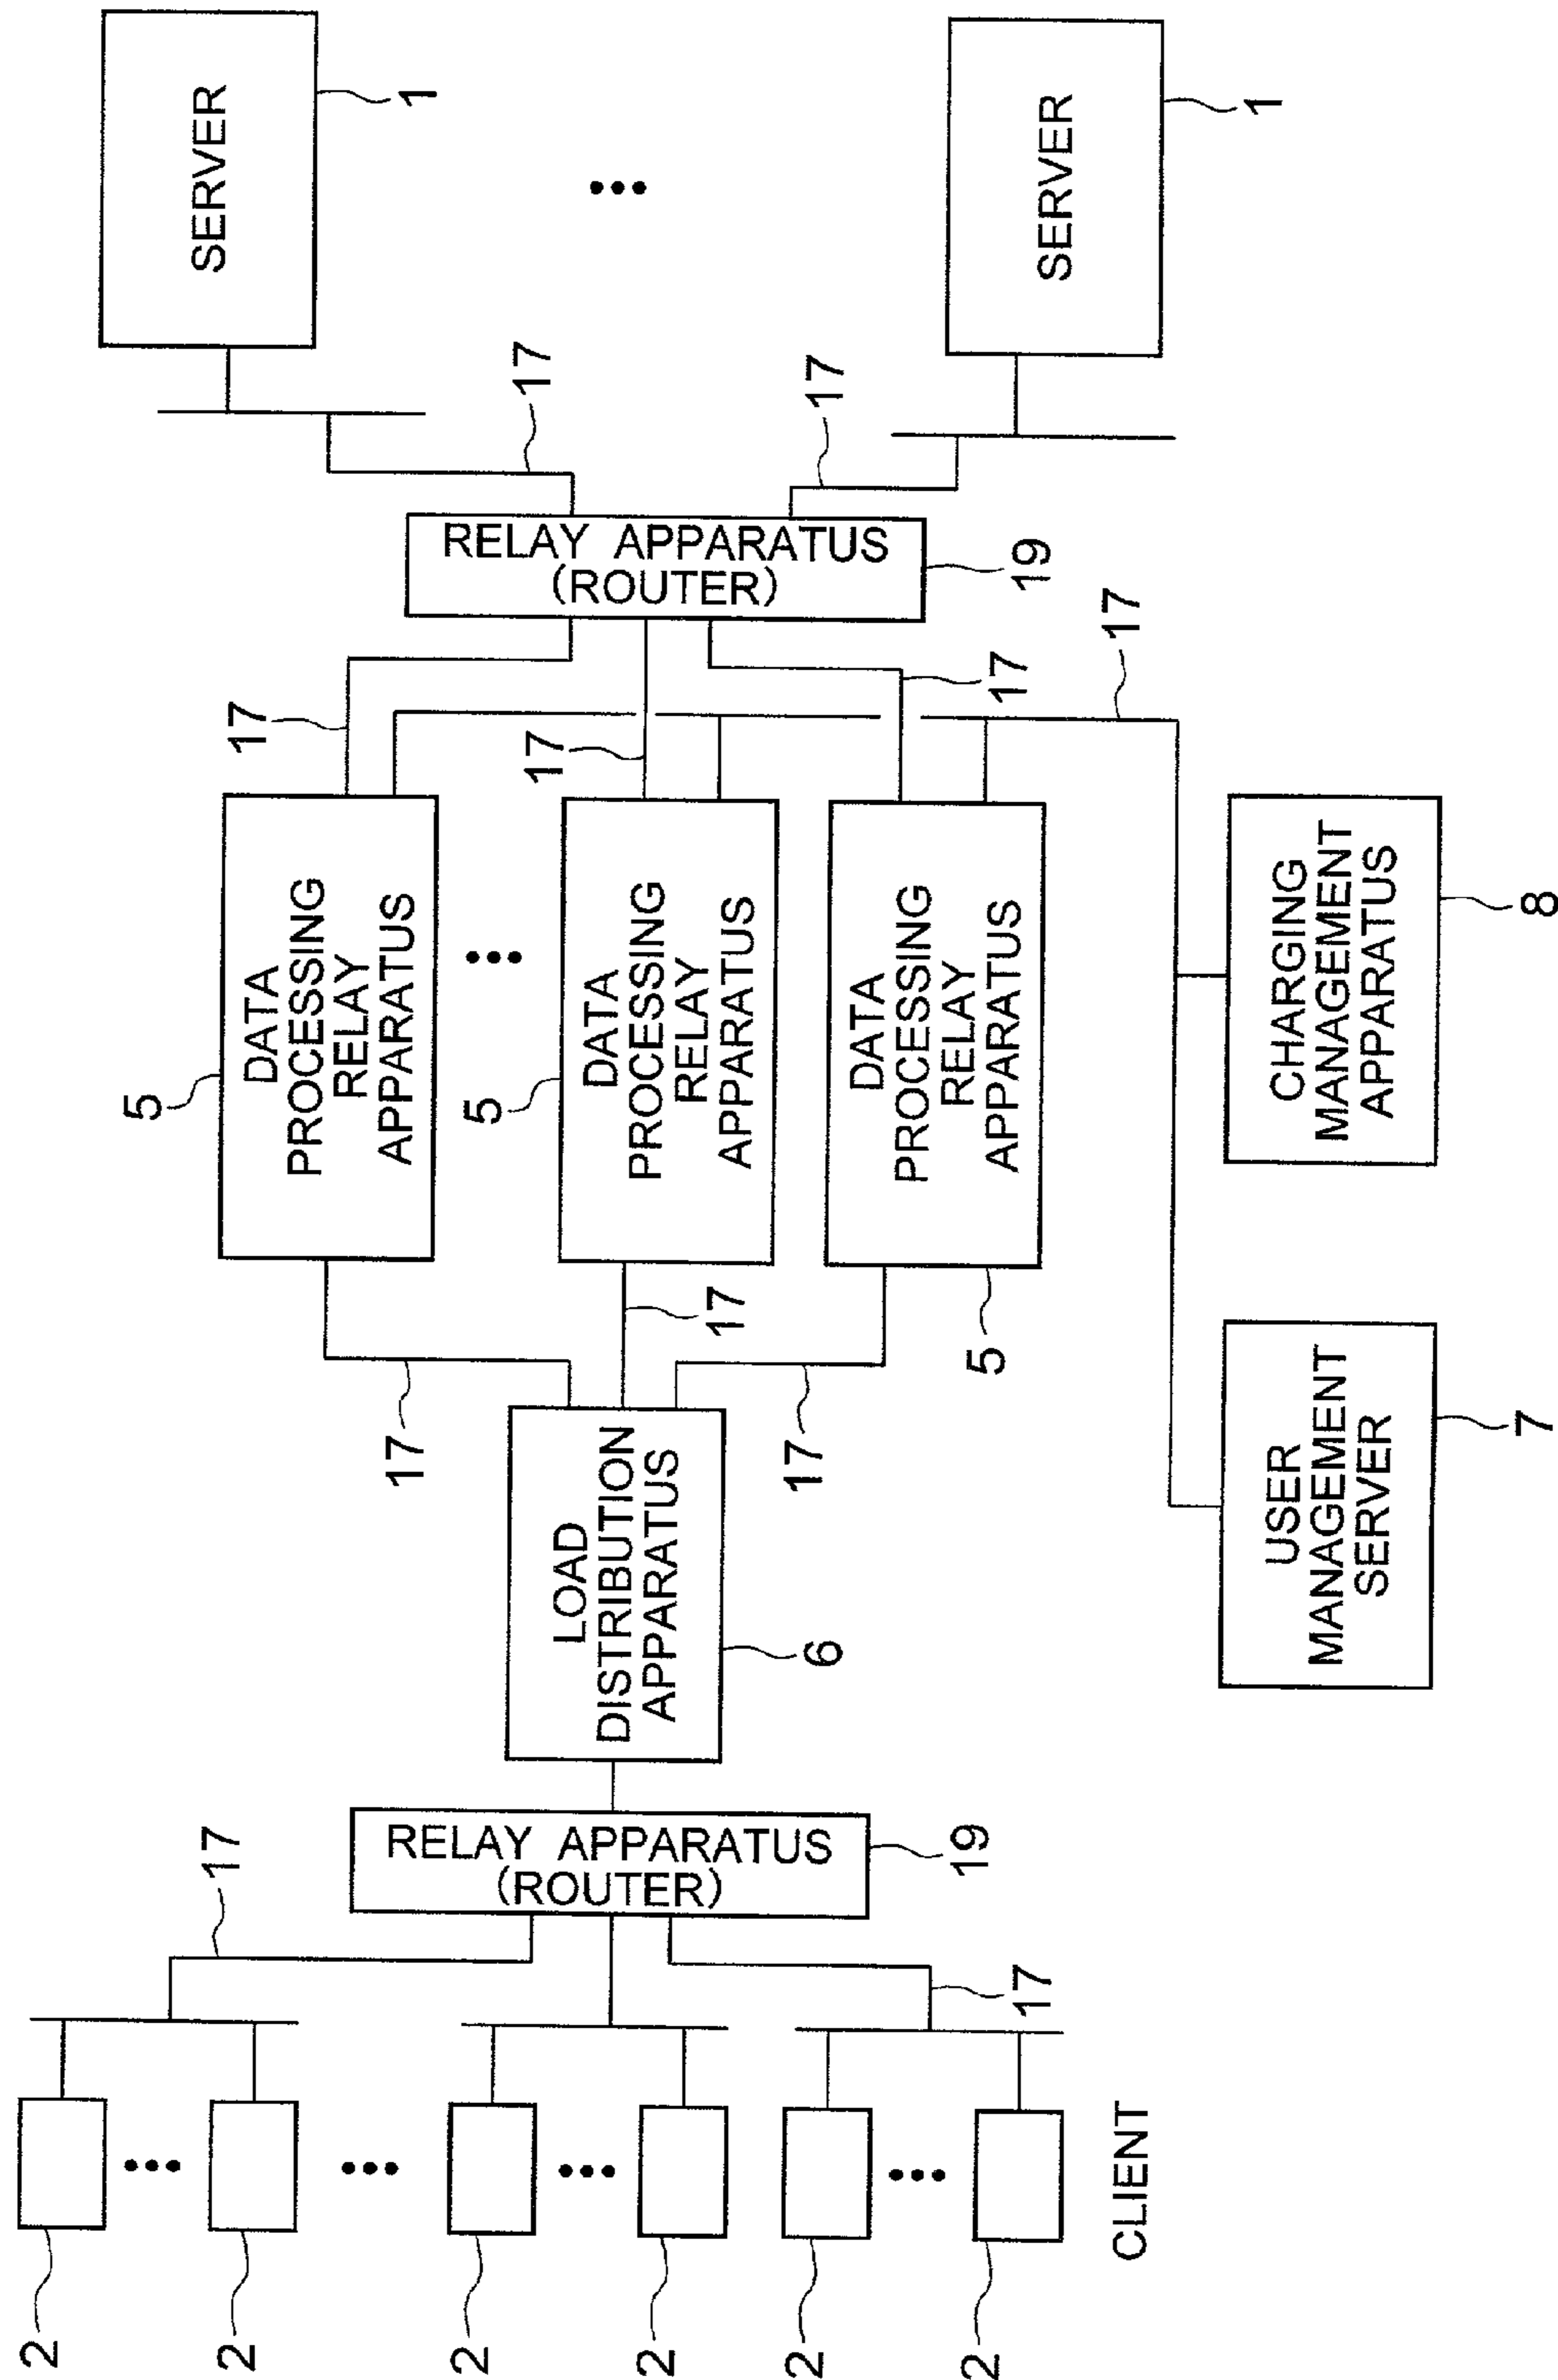 2
2
2
2
2
2
CLIENT
17
17
RELAY APPARATUS
(ROUTER)
19
LOAD
DISTRIBUTION
APPARATUS
6
17
17
17
5
DATA
PROCESSING
RELAY
APPARATUS
•••
5
DATA
PROCESSING
RELAY
APPARATUS
DATA
PROCESSING
RELAY
APPARATUS
5
USER
MANAGEMENT
SERVER
7
CHARGING
MANAGEMENT
APPARATUS
8
17
17
17
17
RELAY APPARATUS
(ROUTER)
19
17
17
SERVER
1
•••
SERVER
1